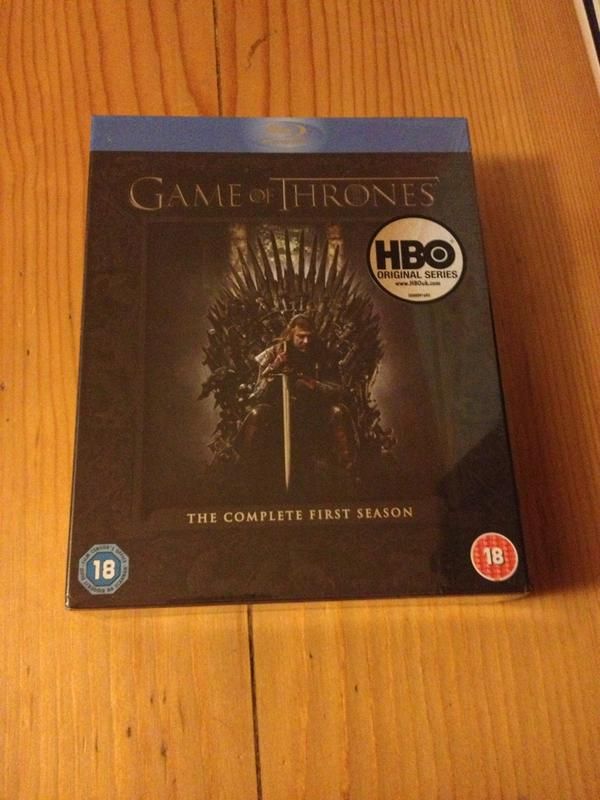 GAME OF THRONES
HBO®
ORIGINAL SERIES
www.HBOuk.com
THE COMPLETE FIRST SEASON
18
18